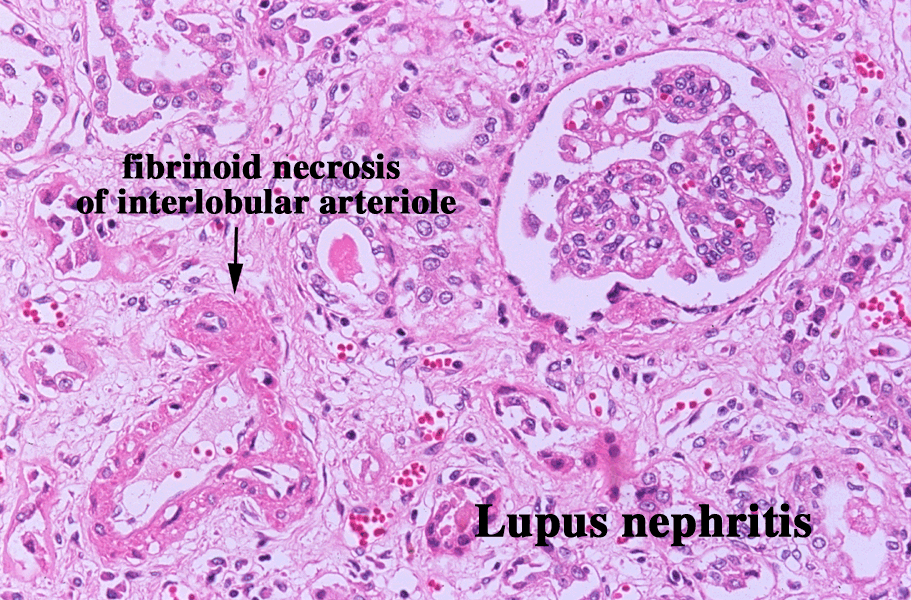 fibrinoid necrosis
of interlobular arteriole
Lupus nephritis